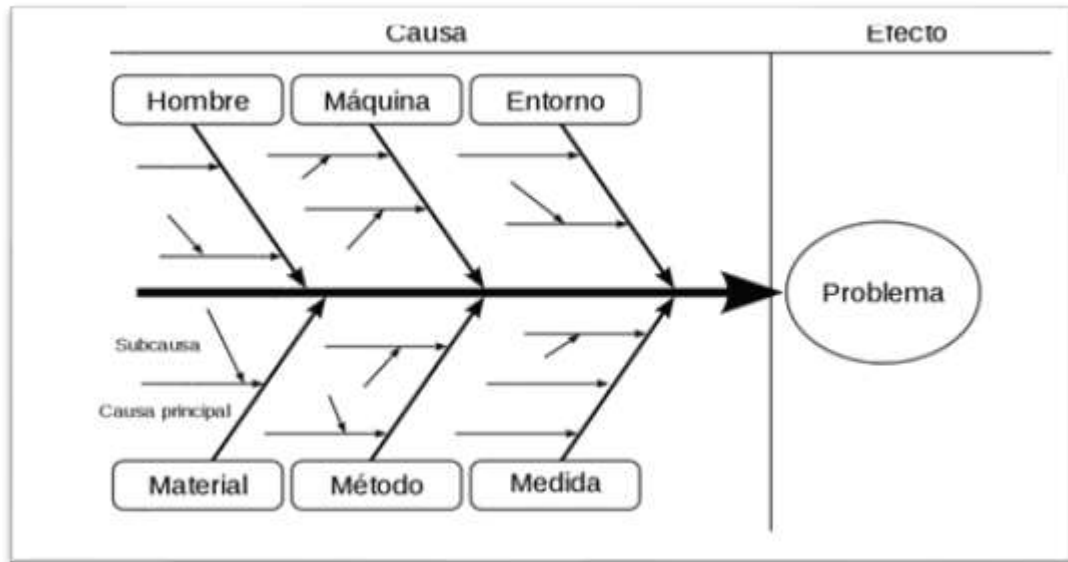 Causa
Efecto
Hombre
Máquina
Entorno
Problema
Subcausa
Causa principal
Material
Método
Medida